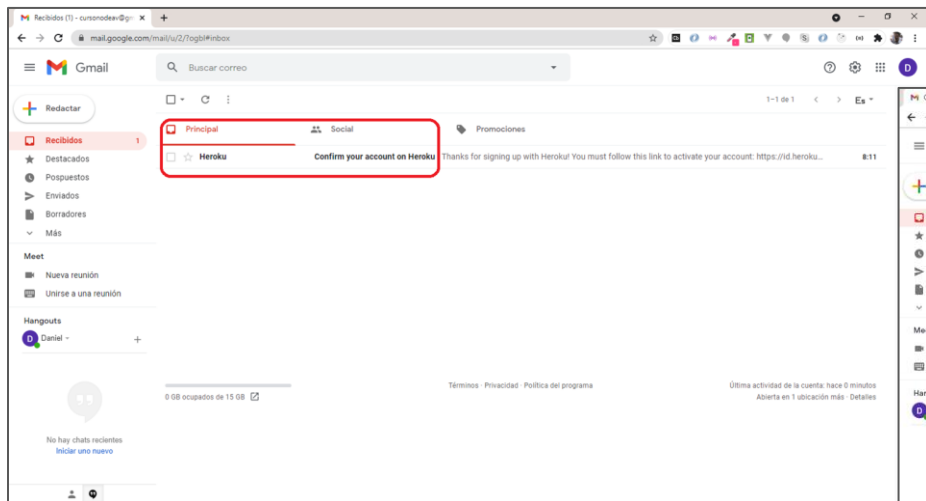 Recibidos (1) - cursonodeav@gm
mail.google.com/mail/u/2/?ogbl#inbox
Gmail
Buscar correo
D
Redactar
1–1 de 1
Es
Recibidos 1
Destacados
Pospuestos
Enviados
Borradores
Más
Principal
Social
Promociones
Heroku Confirm your account on Heroku Thanks for signing up with Heroku! You must follow this link to activate your account: https://id.heroku... 8:11
Meet
Nueva reunión
Unirse a una reunión
Hangouts
D Daniel
No hay chats recientes
Iniciar uno nuevo
0 GB ocupados de 15 GB
Términos · Privacidad · Política del programa
Última actividad de la cuenta: hace 0 minutos
Abierta en 1 ubicación más · Detalles
Me
Har
D